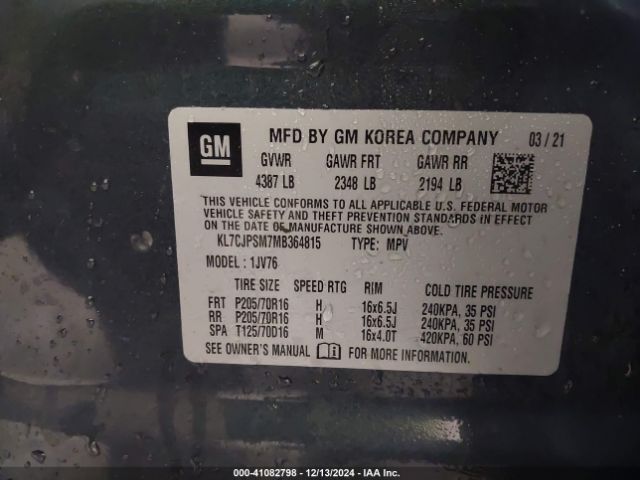 GM MFD BY GM KOREA COMPANY 03 / 21
GVWR GAWR FRT GAWR RR
4387 LB 2348 LB 2194 LB
THIS VEHICLE CONFORMS TO ALL APPLICABLE U.S. FEDERAL MOTOR
VEHICLE SAFETY AND THEFT PREVENTION STANDARDS IN EFFECT ON
THE DATE OF MANUFACTURE SHOWN ABOVE.
KL7CJPSM7MB364815 TYPE: MPV
MODEL : 1JV76
TIRE SIZE SPEED RTG RIM COLD TIRE PRESSURE
FRT P205/70R16 H 16x6.5J 240KPA, 35 PSI
RR P205/70R16 H 16x6.5J 240KPA, 35 PSI
SPA T125/70D16 M 16x4.0T 420KPA, 60 PSI
SEE OWNER'S MANUAL FOR MORE INFORMATION.
000-41082798 - 12/13/2024 - IAA Inc.